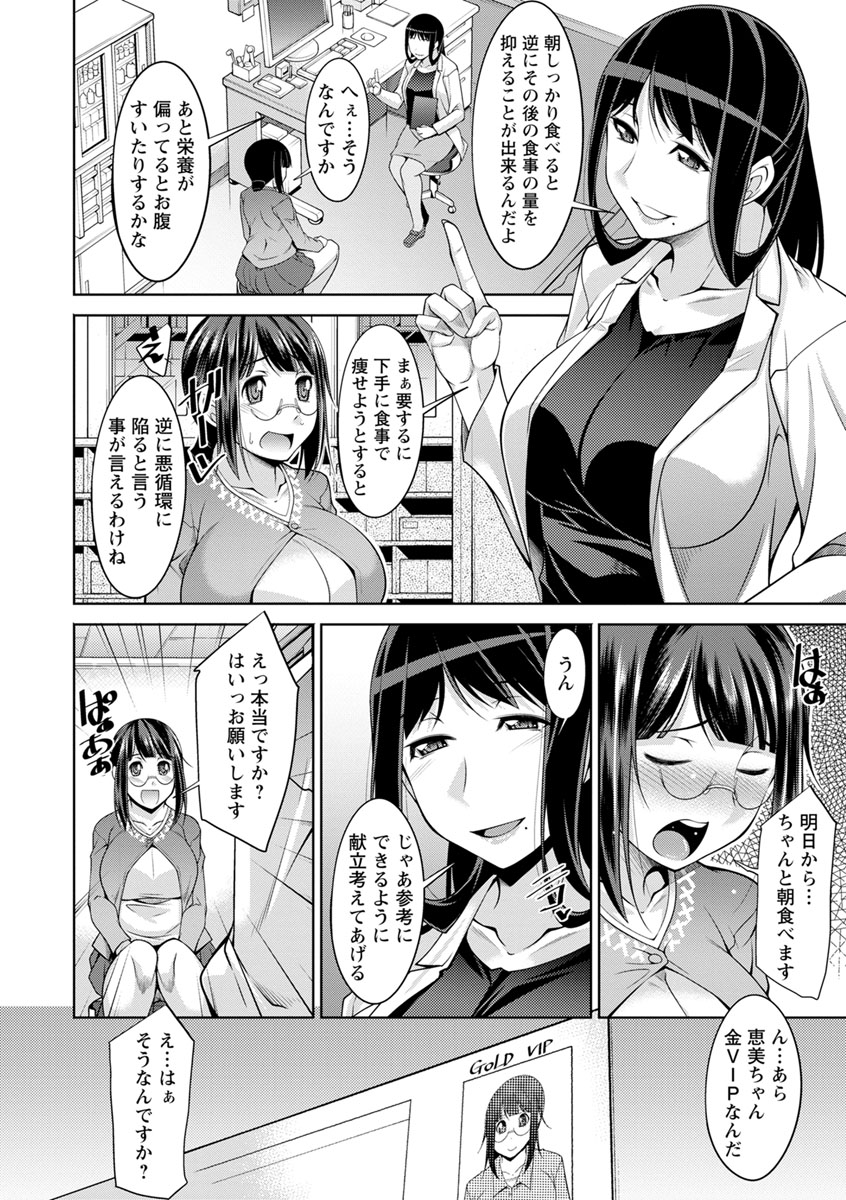 朝しっかり食べると
逆にその後の食事の量を
抑えることが出来るんだよ
へぇ…そう
なんですか
あと栄養が
偏ってるとお腹
すいたりするかな
まぁ要するに
下手に食事で
痩せようとすると
ガーン
え
逆に悪循環に
陥ると言う
事が言えるわけね
はぁ
明日から…
ちゃんと朝食べます
うん
じゃあ参考に
できるように
献立考えてあげる
えっ本当ですか?
はいっお願いします
ぱあぁ
ん…あら
恵美ちゃん
金VIPなんだ
GoLD VIP
え…はぁ
そうなんですか?